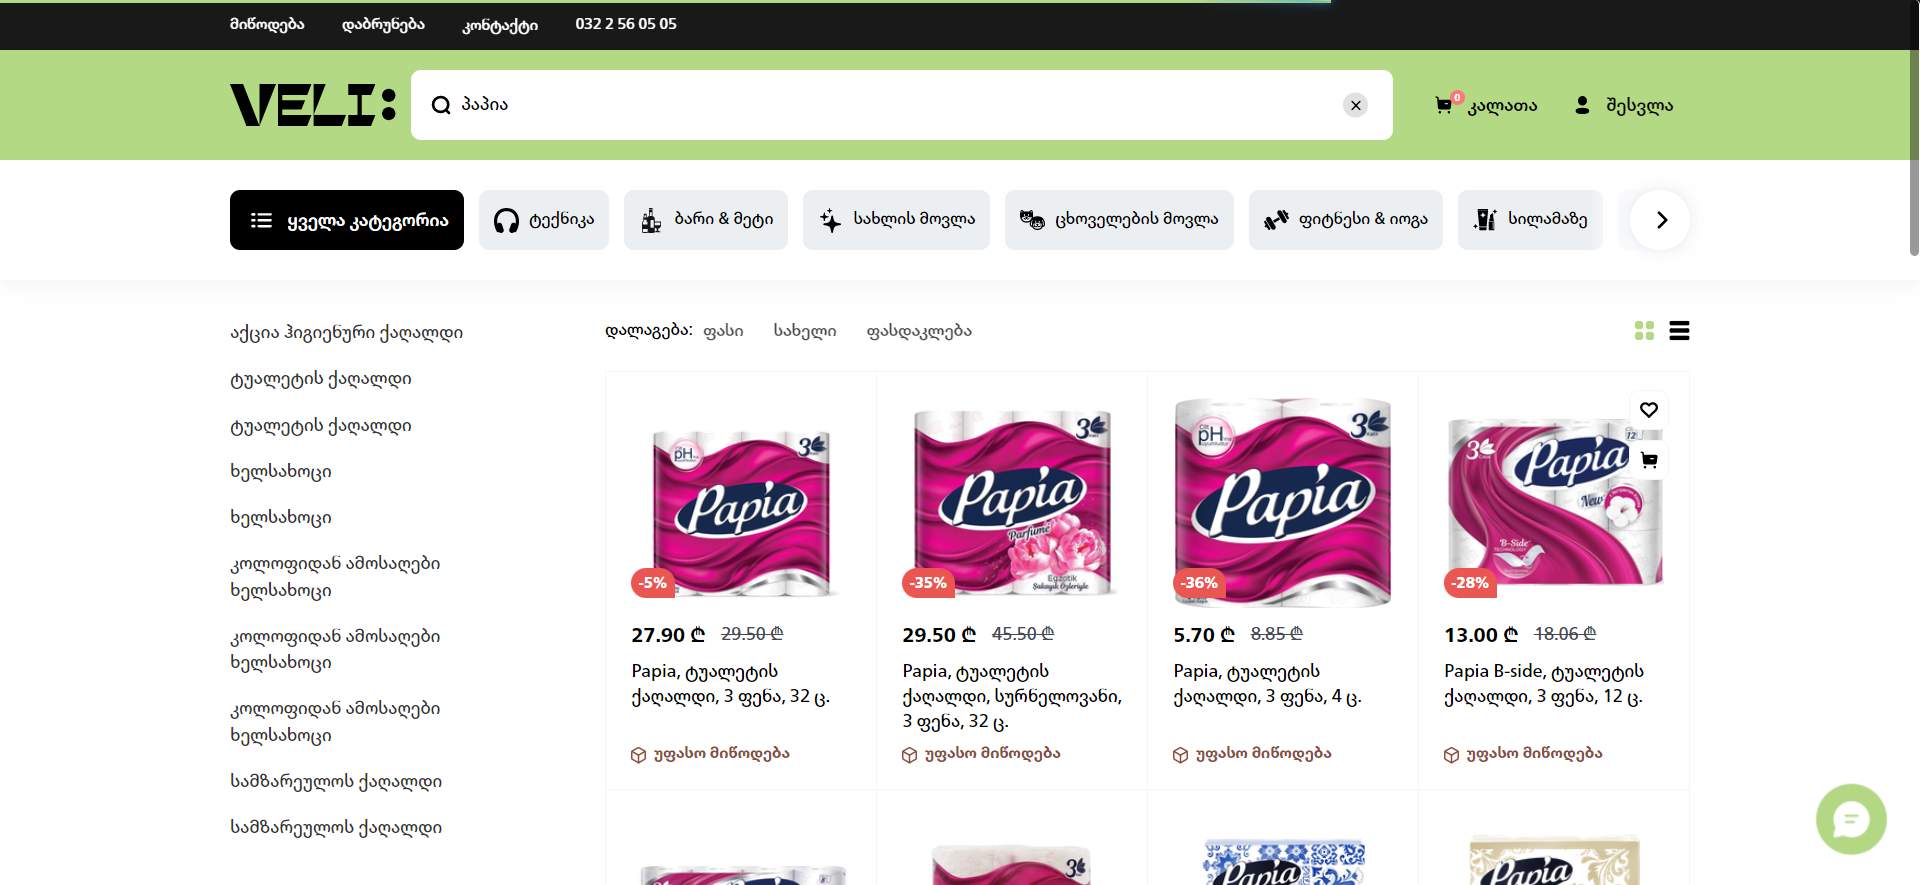 მიწოდება
დაბრუნება
კონტაქტი
032 2 56 05 05
VELI:
პაპია
0
კალათა
შესვლა
ყველა კატეგორია
ტექნიკა
ბარი & მეტი
სახლის მოვლა
ცხოველების მოვლა
ფიტნესი & იოგა
სილამაზე
აქცია ჰიგიენური ქაღალდი
ტუალეტის ქაღალდი
ტუალეტის ქაღალდი
ხელსახოცი
ხელსახოცი
კოლოფიდან ამოსაღები
ხელსახოცი
კოლოფიდან ამოსაღები
ხელსახოცი
კოლოფიდან ამოსაღები
ხელსახოცი
სამზარეულოს ქაღალდი
სამზარეულოს ქაღალდი
დალაგება:
ფასი
სახელი
ფასდაკლება
pH
3
Papia
-5%
27.90 ₾ 29.50 ₾
Papia, ტუალეტის
ქაღალდი, 3 ფენა, 32 ც.
უფასო მიწოდება
3
Papia
Parfume
Egzotik
Şakayık Özleriyle
-35%
29.50 ₾ 45.50 ₾
Papia, ტუალეტის
ქაღალდი, სურნელოვანი,
3 ფენა, 32 ც.
უფასო მიწოდება
pH
3
Papia
-36%
5.70 ₾ 8.85 ₾
Papia, ტუალეტის
ქაღალდი, 3 ფენა, 4 ც.
უფასო მიწოდება
3
12
Papia
New
B-Side
TECHNOLOGY
-28%
13.00 ₾ 18.06 ₾
Papia B-side, ტუალეტის
ქაღალდი, 3 ფენა, 12 ც.
უფასო მიწოდება
3
Papia
Papia